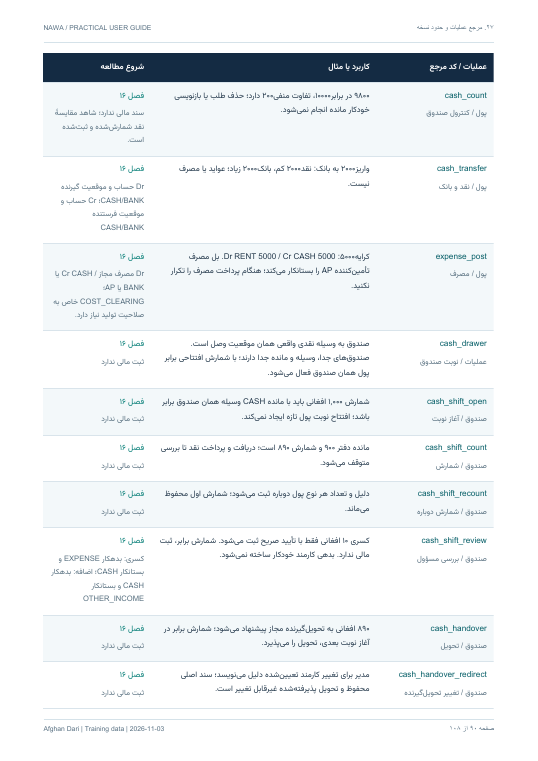 NAWA / PRACTICAL USER GUIDE
۴۲. مرجع عملیات و حدود نسخه
عملیات / کد مرجع
کاربرد یا مثال
شروع مطالعه
cash_count
پول / کنترول صندوق
۹۸۰۰ در برابر۱۰۰۰۰، تفاوت منفی۲۰۰ دارد؛ حذف طلب یا بازنویسی
خودکار مانده انجام نمی‌شود.
فصل ۱۶
سند مالی ندارد؛ شاهد مقایسهٔ
نقد شمارش‌شده و ثبت‌شده
است.
cash_transfer
پول / نقد و بانک
واریز۲۰۰۰ به بانک: نقد۲۰۰۰ کم، بانک۲۰۰۰ زیاد؛ عواید یا مصرف
نیست.
فصل ۱۶
Dr حساب و موقعیت گیرنده
CASH/BANK؛ Cr حساب و
موقعیت فرستنده
CASH/BANK
expense_post
پول / مصرف
کرایه۵۰۰۰: Dr RENT 5000 / Cr CASH 5000. بل مصرف
تأمین‌کننده AP را بستانکار می‌کند؛ هنگام پرداخت مصرف را تکرار
نکنید.
فصل ۱۶
Dr مصرف مجاز / Cr CASH یا
BANK یا AP؛
COST_CLEARING خاص به
صلاحیت تولید نیاز دارد.
cash_drawer
عملیات / نوبت صندوق
صندوق به وسیله نقدی واقعی همان موقعیت وصل است.
صندوق‌های جدا، وسیله و مانده جدا دارند؛ با شمارش افتتاحی برابر
پول همان صندوق فعال می‌شود.
فصل ۱۶
ثبت مالی ندارد
cash_shift_open
صندوق / آغاز نوبت
شمارش ۱,۰۰۰ افغانی باید با مانده CASH وسیله همان صندوق برابر
باشد؛ افتتاح نوبت پول تازه ایجاد نمی‌کند.
فصل ۱۶
ثبت مالی ندارد
cash_shift_count
صندوق / شمارش
مانده دفتر ۹۰۰ و شمارش ۸۹۰ است؛ دریافت و پرداخت نقد تا بررسی
متوقف می‌شود.
فصل ۱۶
ثبت مالی ندارد
cash_shift_recount
صندوق / شمارش دوباره
دلیل و تعداد هر نوع پول دوباره ثبت می‌شود؛ شمارش اول محفوظ
می‌ماند.
فصل ۱۶
ثبت مالی ندارد
cash_shift_review
صندوق / بررسی مسؤول
کسری ۱۰ افغانی فقط با تأیید صریح ثبت می‌شود. شمارش برابر، ثبت
مالی ندارد. بدهی کارمند خودکار ساخته نمی‌شود.
فصل ۱۶
کسری: بدهکار EXPENSE و
بستانکار CASH؛ اضافه: بدهکار
CASH و بستانکار
OTHER_INCOME
cash_handover
صندوق / تحویل
۸۹۰ افغانی به تحویل‌گیرنده مجاز پیشنهاد می‌شود؛ شمارش برابر در
آغاز نوبت بعدی، تحویل را می‌پذیرد.
فصل ۱۶
ثبت مالی ندارد
cash_handover_redirect
صندوق / تغییر تحویل‌گیرنده
مدیر برای تغییر کارمند تعیین‌شده دلیل می‌نویسد؛ سند اصلی
محفوظ و تحویل پذیرفته‌شده غیرقابل تغییر است.
فصل ۱۶
ثبت مالی ندارد
Afghan Dari | Training data | 2026-11-03
صفحه ۹۰ از ۱۰۸